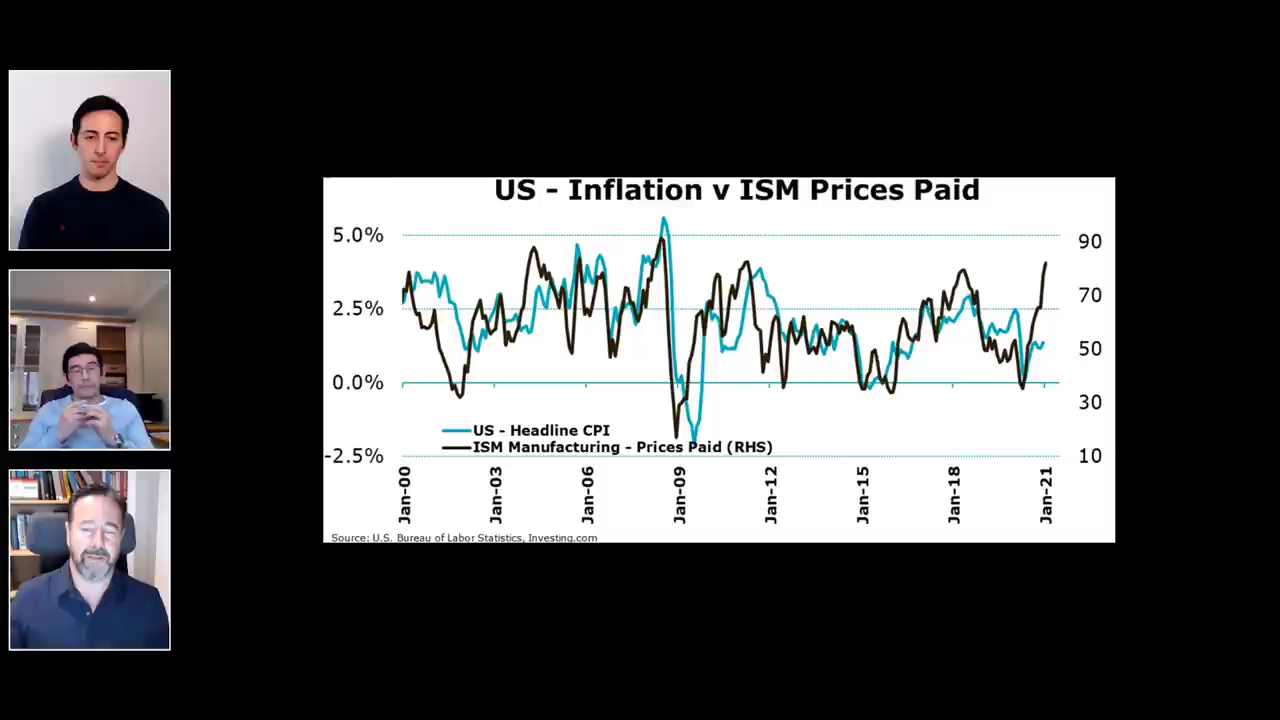 US - Inflation v ISM Prices Paid
5.0%
2.5%
0.0%
-2.5%
90
70
50
30
10
US - Headline CPI
ISM Manufacturing - Prices Paid (RHS)
Jan-00
Jan-03
Jan-06
Jan-09
Jan-12
Jan-15
Jan-18
Jan-21
Source: U.S. Bureau of Labor Statistics, Investing.com